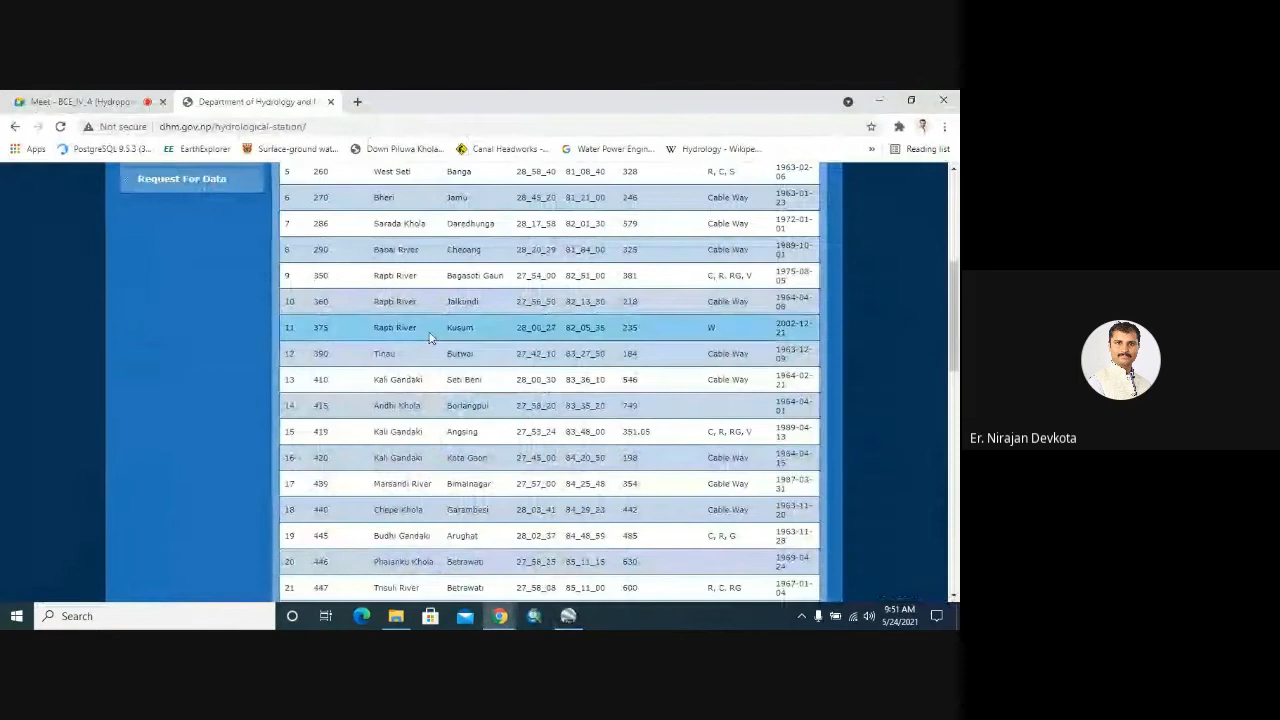 Meet - BCE_IV_4 (Hydropo
Department of Hydrology and I
Not secure
dhm.gov.np/hydrological-station/
Apps
PostgreSQL 9.5.3 (3...
EarthExplorer
Surface-ground wat...
Down Piluwa Khola...
Canal Headworks -...
Water Power Engin...
Hydrology - Wikipe...
»
Reading list
Request For Data
5 260 West Seti Banga 28_58_40 81_08_40 328 R, C, S 1963-02-06
6 270 Bheri Jamu 28_45_20 81_21_00 246 Cable Way 1963-01-23
7 286 Sarada Khola Daredhunga 28_17_58 82_01_30 579 Cable Way 1972-01-01
8 290 Babai River Chepang 28_20_29 81_84_00 325 Cable Way 1989-10-01
9 350 Rapti River Bagasoti Gaun 27_54_00 82_51_00 381 C, R, RG, V 1975-08-05
10 360 Rapti River Jalkundi 27_56_50 82_13_30 218 Cable Way 1964-04-08
11 375 Rapti River Kusum 28_00_27 82_05_36 235 W 2002-12-21
12 390 Tinau Butwal 27_42_10 83_27_50 184 Cable Way 1963-12-09
13 410 Kali Gandaki Seti Beni 28_00_30 83_36_10 546 Cable Way 1964-02-21
14 415 Andhi Khola Borlangpul 27_58_20 83_35_20 749 1964-04-01
15 419 Kali Gandaki Angsing 27_53_24 83_48_00 351.05 C, R, RG, V 1989-04-13
16 420 Kali Gandaki Kota Gaon 27_45_00 84_20_50 198 Cable Way 1964-04-15
17 439 Marsandi River Bimalnagar 27_57_00 84_25_48 354 Cable Way 1987-03-31
18 440 Chepe Khola Garambesi 28_03_41 84_29_23 442 Cable Way 1963-11-20
19 445 Budhi Gandaki Arughat 28_02_37 84_48_59 485 C, R, G 1963-11-28
20 446 Phalanku Khola Betrawati 27_58_25 85_11_15 630 1969-04-24
21 447 Trisuli River Betrawati 27_58_08 85_11_00 600 R, C, RG 1967-01-04
Search
9:51 AM
5/24/2021
Er. Nirajan Devkota